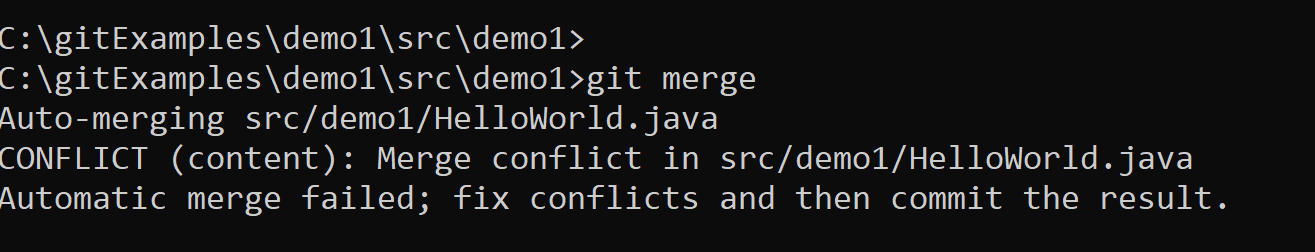 C:\gitExamples\demo1\src\demo1>
C:\gitExamples\demo1\src\demo1>git merge
Auto-merging src/demo1/HelloWorld.java
CONFLICT (content): Merge conflict in src/demo1/HelloWorld.java
Automatic merge failed; fix conflicts and then commit the result.